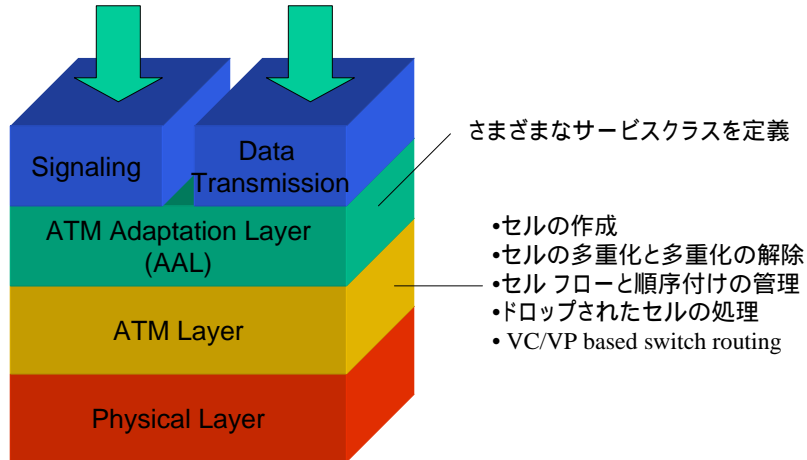 Signaling
Data
Transmission
ATM Adaptation Layer
(AAL)
ATM Layer
Physical Layer
さまざまなサービスクラスを定義
•セルの作成
•セルの多重化と多重化の解除
•セル フローと順序付けの管理
•ドロップされたセルの処理
• VC/VP based switch routing